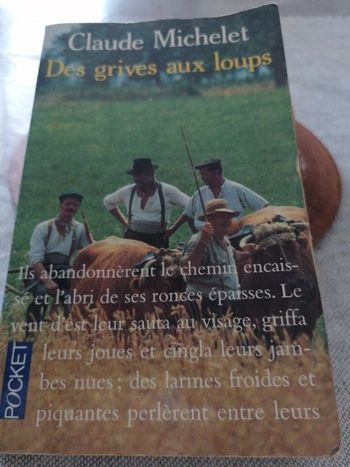 Claude Michelet
Des grives aux loups
Ils abandonnèrent le chemin encais-
sé et l'abri de ses ronces épaisses. Le
vent d'est leur sauta au visage, griffa
leurs joues et cingla leurs jam-
bes nues ; des larmes froides et
piquantes perlèrent entre leurs
POCKET